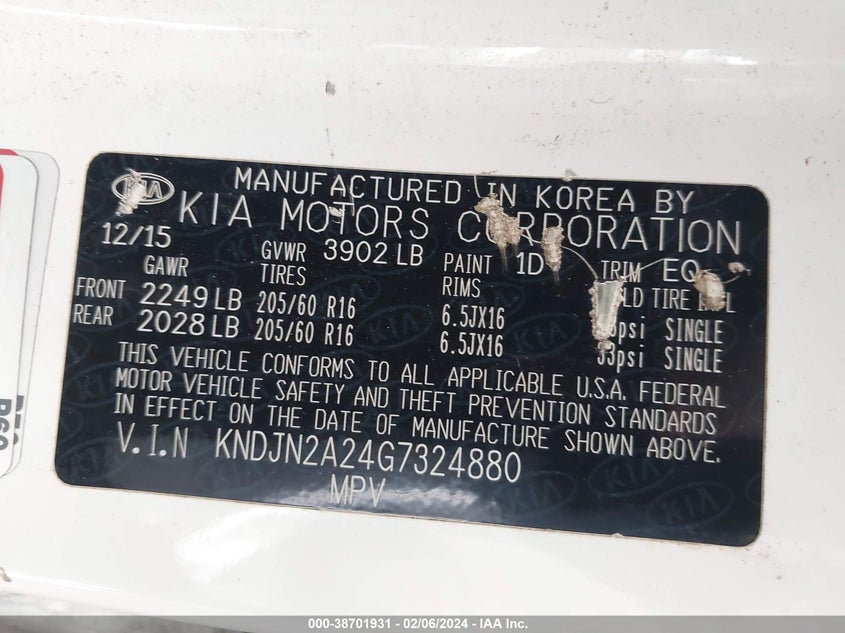 KIA
MANUFACTURED IN KOREA BY
KIA MOTORS CORPORATION
12/15
GVWR 3902 LB
PAINT 1D
TRIM EQ
GAWR TIRES RIMS TIRE
FRONT 2249 LB 205/60 R16 6.5JX16 psi SINGLE
REAR 2028 LB 205/60 R16 6.5JX16 33psi SINGLE
THIS VEHICLE CONFORMS TO ALL APPLICABLE U.S.A. FEDERAL
MOTOR VEHICLE SAFETY AND THEFT PREVENTION STANDARDS
IN EFFECT ON THE DATE OF MANUFACTURE SHOWN ABOVE.
V.I.N KNDJN2A24G7324880
MPV
000-38701931 - 02/06/2024 - IAA Inc.